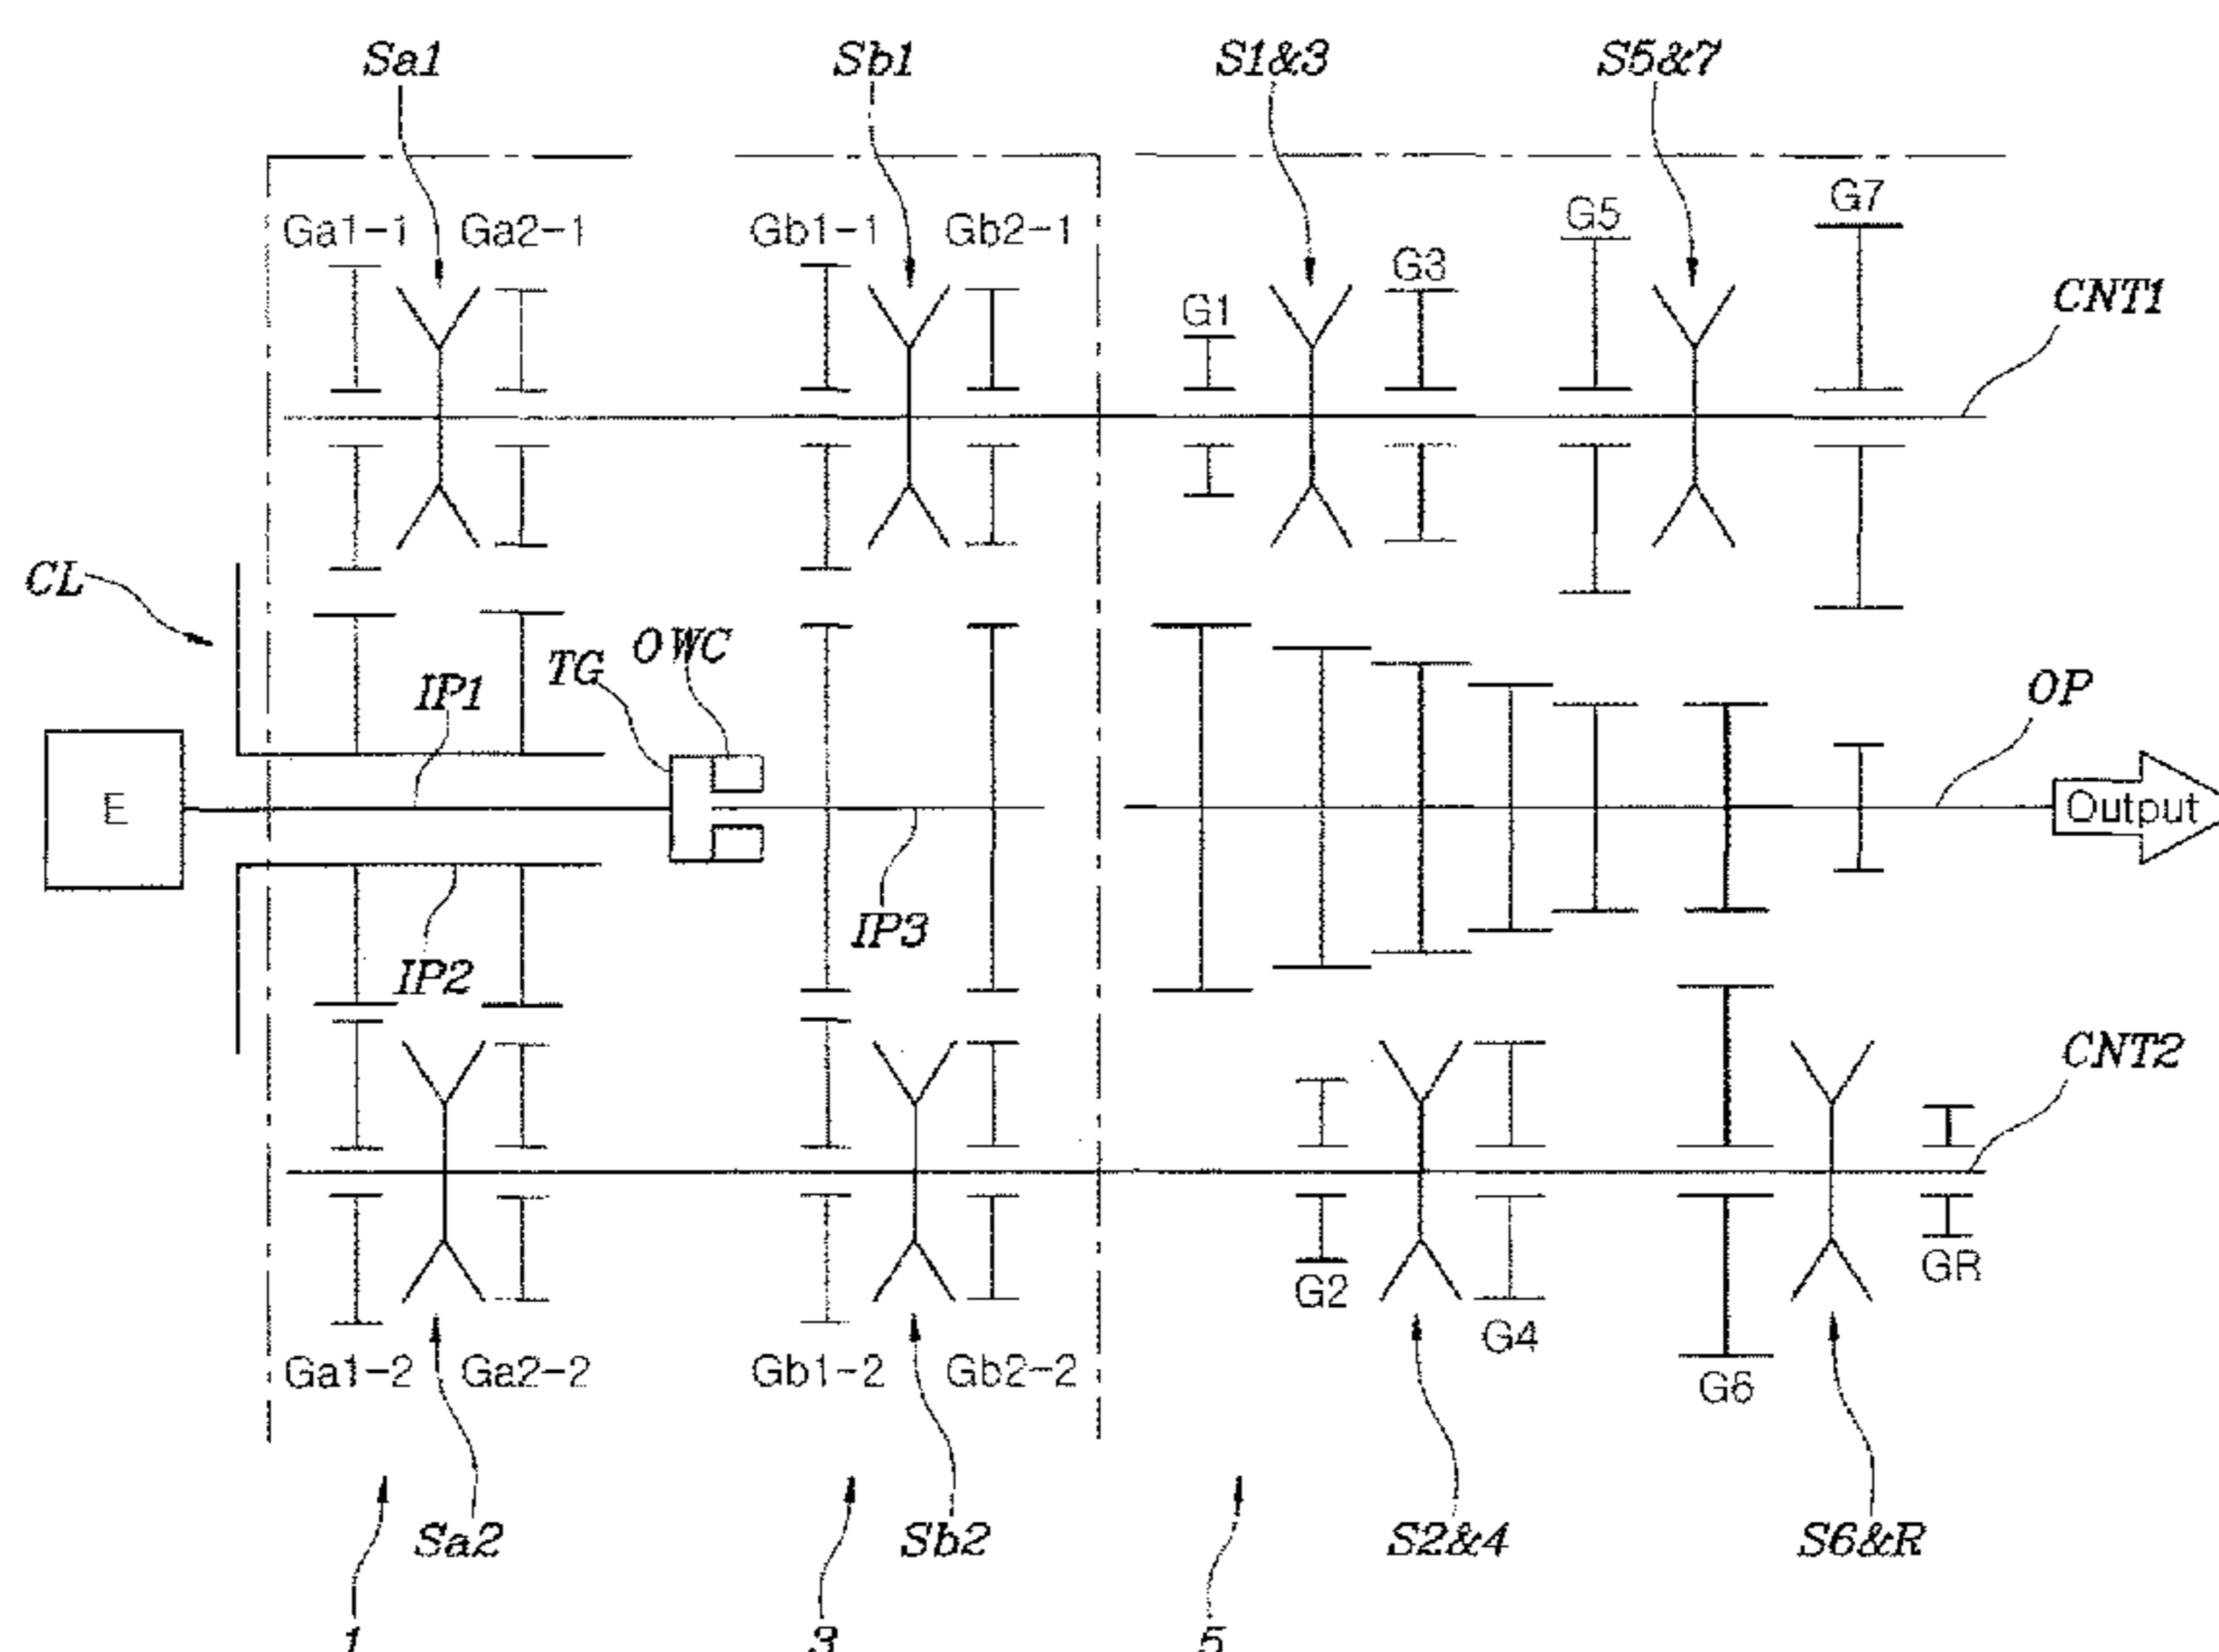 Sa1 Sb1 S1&3 S5&7
Ga1-1 Ga2-1 Gb1-1 Gb2-1 G1 G3 G5 G7
CNT1
CL
TG OWC
IP1
OP
E
Output
IP3
IP2
CNT2
G2 G4 G6 GR
Ga1-2 Ga2-2 Gb1-2 Gb2-2
Sa2 Sb2 S2&4 S6&R
1 3 5